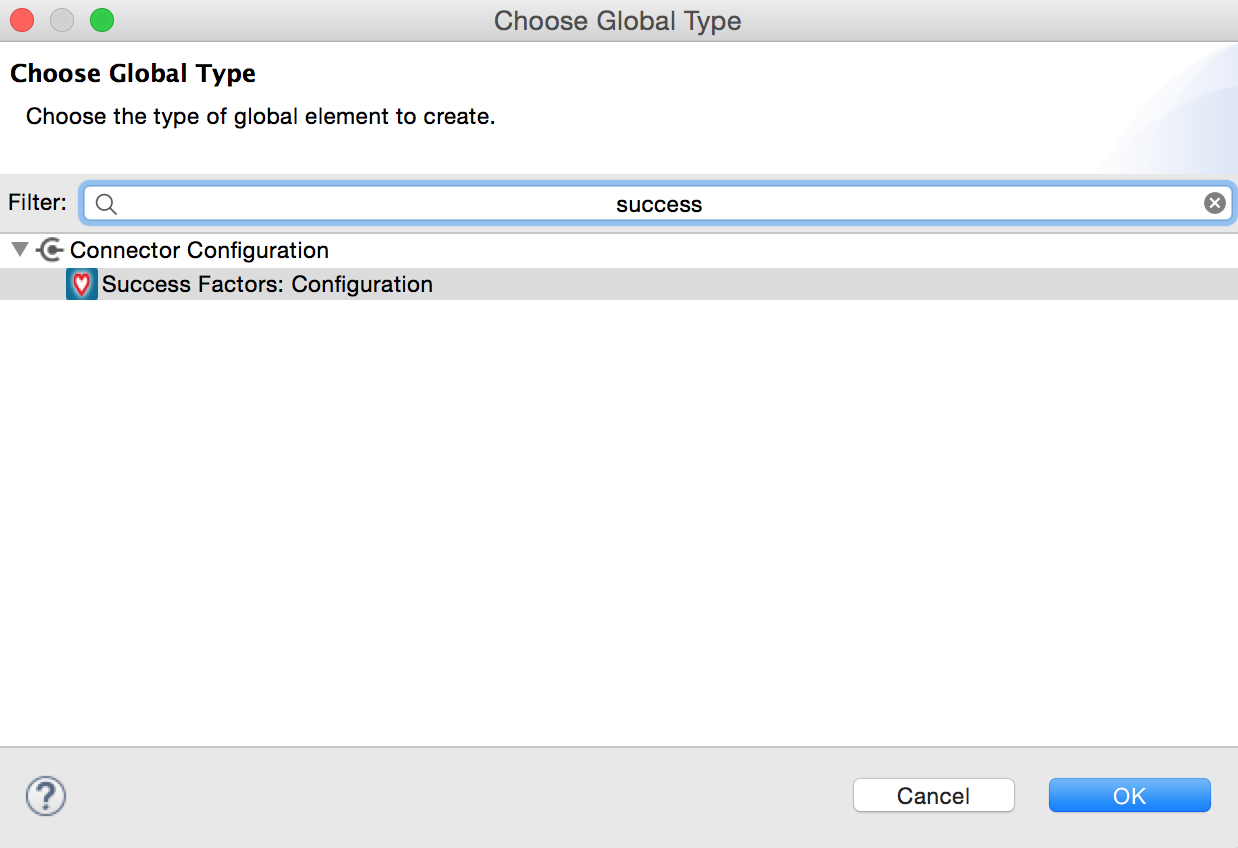 Choose Global Type
Choose Global Type
Choose the type of global element to create.
Filter: success
Connector Configuration
Success Factors: Configuration
? Cancel OK